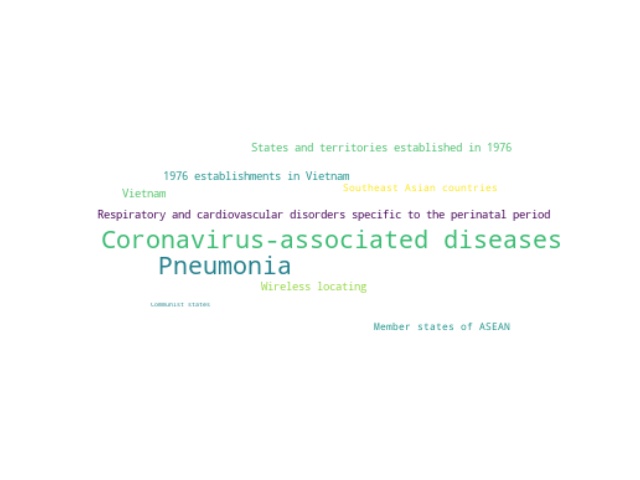 States and territories established in 1976
1976 establishments in Vietnam
Southeast Asian countries
Vietnam
Respiratory and cardiovascular disorders specific to the perinatal period
Coronavirus-associated diseases
Pneumonia
Wireless locating
Communist states
Member states of ASEAN